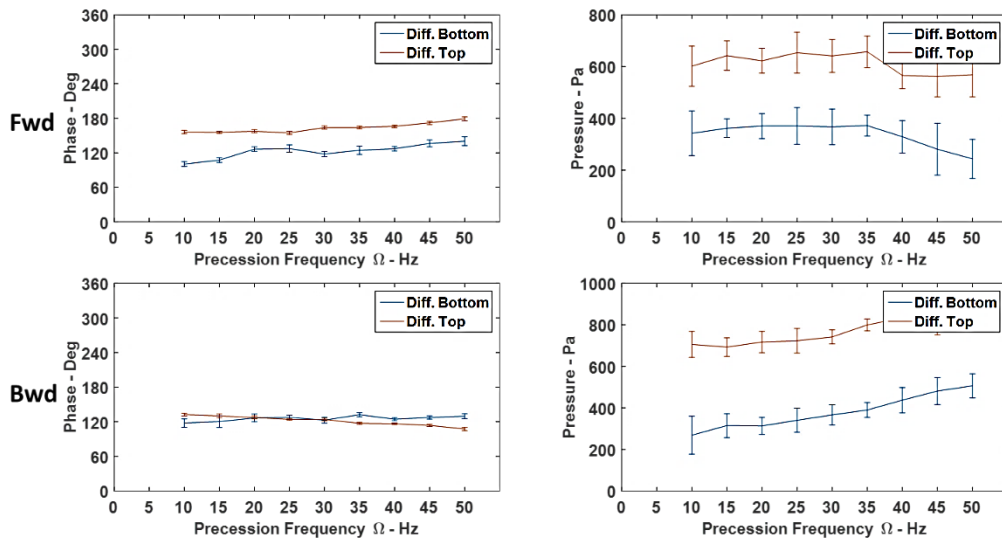 Fwd
Phase - Deg
360
300
240
180
120
60
0
0 5 10 15 20 25 30 35 40 45 50
Precession Frequency Ω - Hz
Diff. Bottom
Diff. Top
Pressure - Pa
800
600
400
200
0
0 5 10 15 20 25 30 35 40 45 50
Precession Frequency Ω - Hz
Diff. Bottom
Diff. Top
Bwd
Phase - Deg
360
300
240
180
120
60
0
0 5 10 15 20 25 30 35 40 45 50
Precession Frequency Ω - Hz
Diff. Bottom
Diff. Top
Pressure - Pa
1000
800
600
400
200
0
0 5 10 15 20 25 30 35 40 45 50
Precession Frequency Ω - Hz
Diff. Bottom
Diff. Top